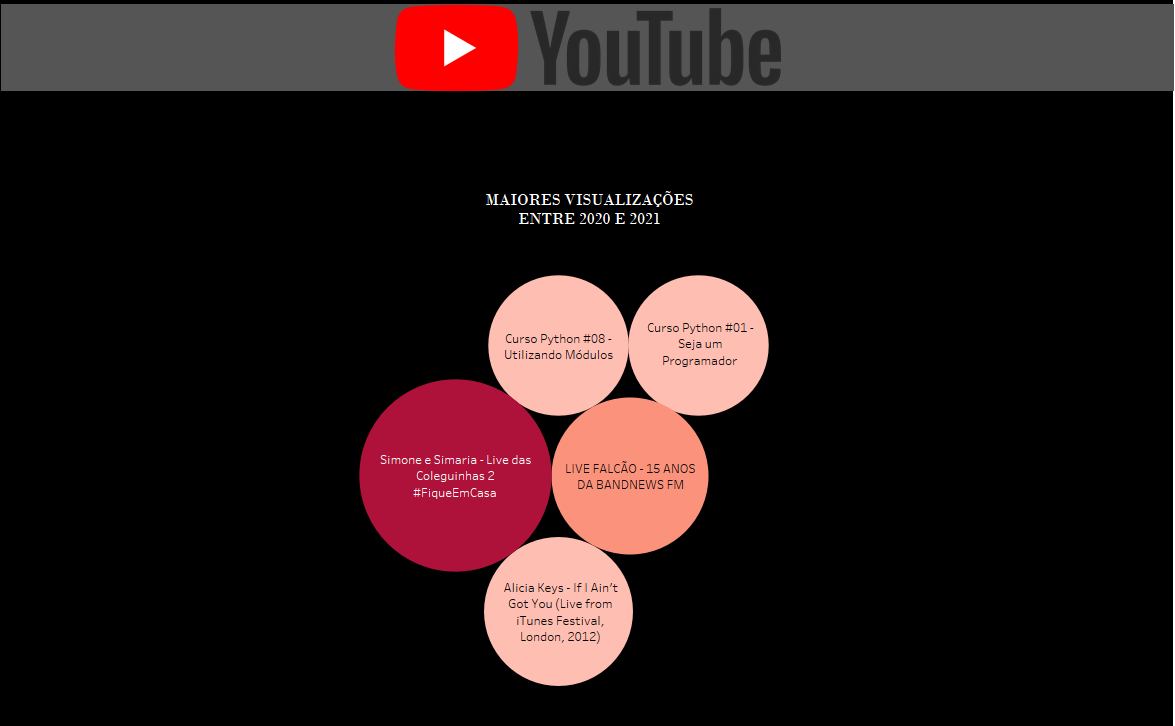 YouTube
MAIORES VISUALIZAÇÕES
ENTRE 2020 E 2021
Curso Python #08 -
Utilizando Módulos
Curso Python #01 -
Seja um
Programador
Simone e Simaria - Live das
Coleguinhas 2
#FiqueEmCasa
LIVE FALCÃO - 15 ANOS
DA BANDNEWS FM
Alicia Keys - If I Ain’t
Got You (Live from
iTunes Festival,
London, 2012)